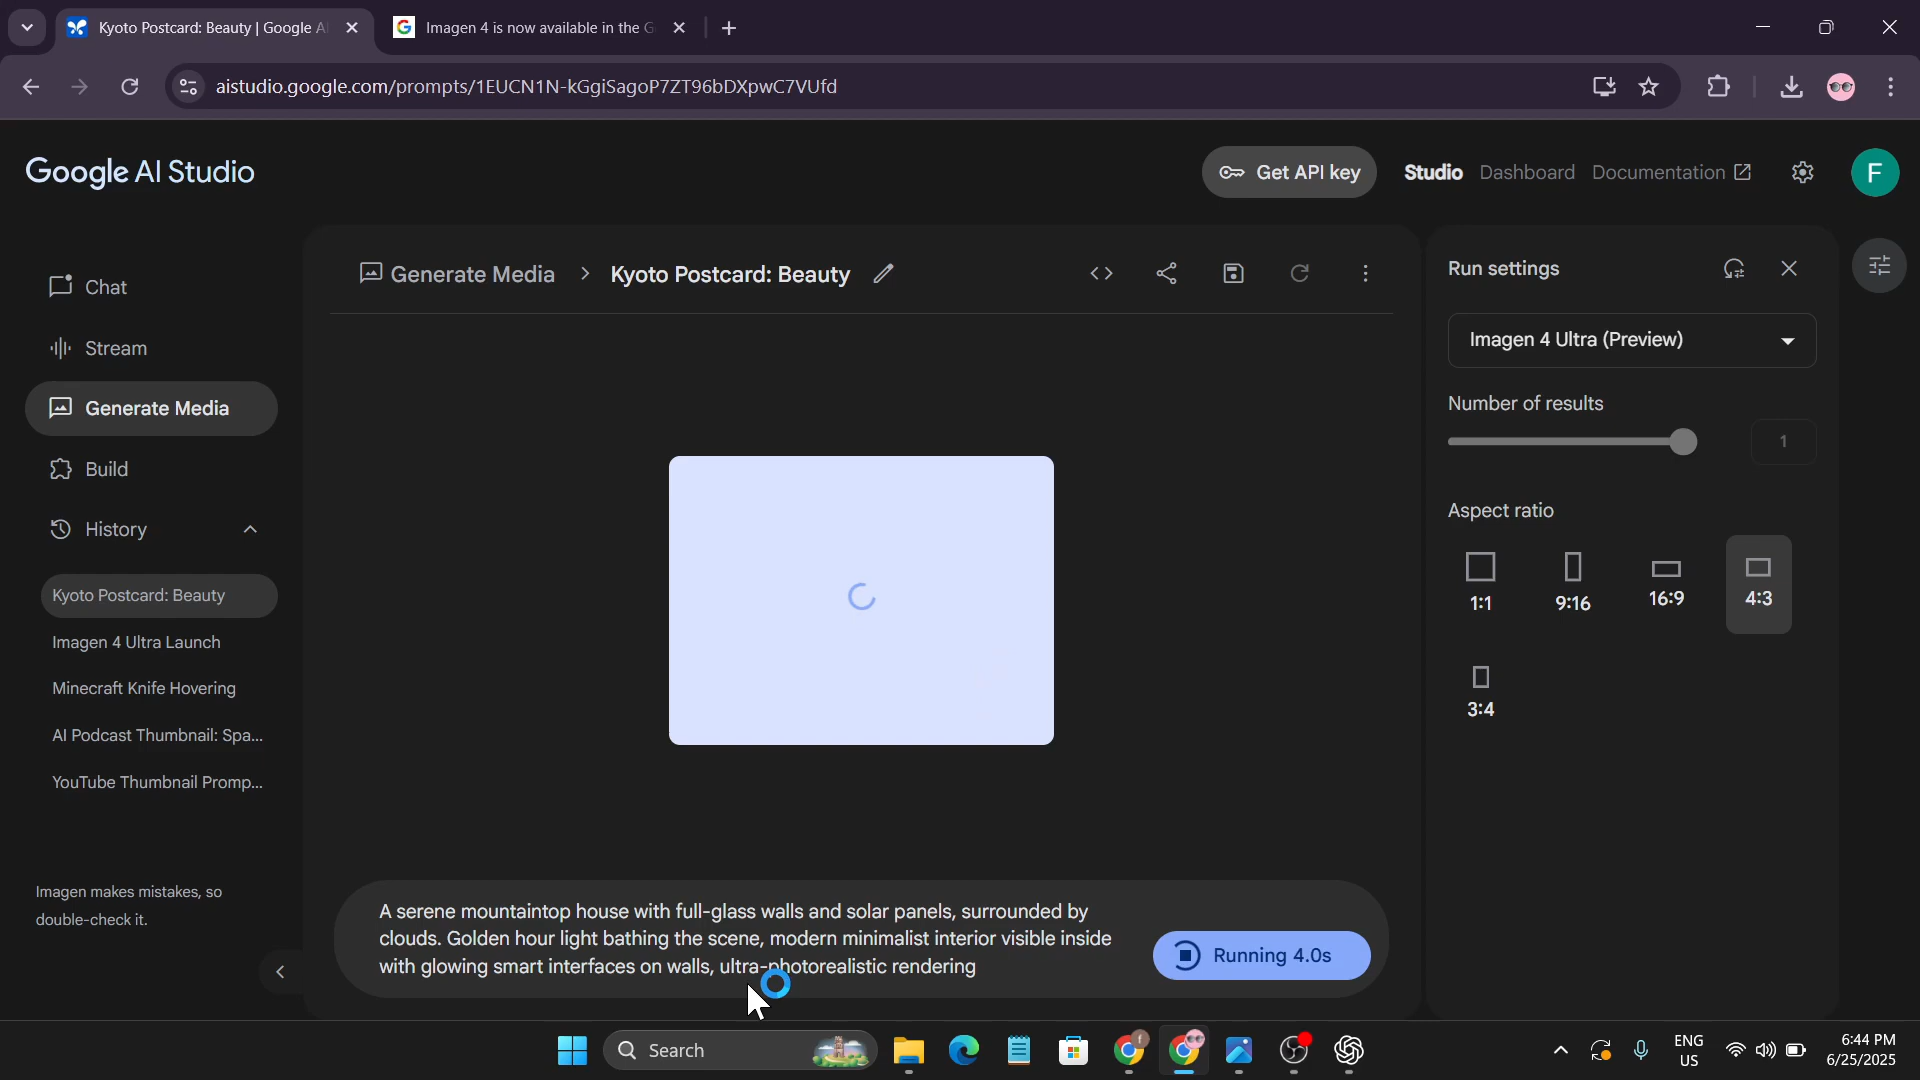 Kyoto Postcard: Beauty | Google AI
Imagen 4 is now available in the G
aistudio.google.com/prompts/1EUCN1N-kGgiSagoP7ZT96bDXpwC7VUfd
Google AI Studio
Get API key
Studio
Dashboard
Documentation
F
Chat
Stream
Generate Media
Build
History
Kyoto Postcard: Beauty
Imagen 4 Ultra Launch
Minecraft Knife Hovering
AI Podcast Thumbnail: Spa...
YouTube Thumbnail Promp...
Imagen makes mistakes, so
double-check it.
Generate Media > Kyoto Postcard: Beauty
A serene mountaintop house with full-glass walls and solar panels, surrounded by
clouds. Golden hour light bathing the scene, modern minimalist interior visible inside
with glowing smart interfaces on walls, ultra-photorealistic rendering
Running 4.0s
Run settings
Imagen 4 Ultra (Preview)
Number of results
1
Aspect ratio
1:1
9:16
16:9
4:3
3:4
Search
ENG
US
6:44 PM
6/25/2025